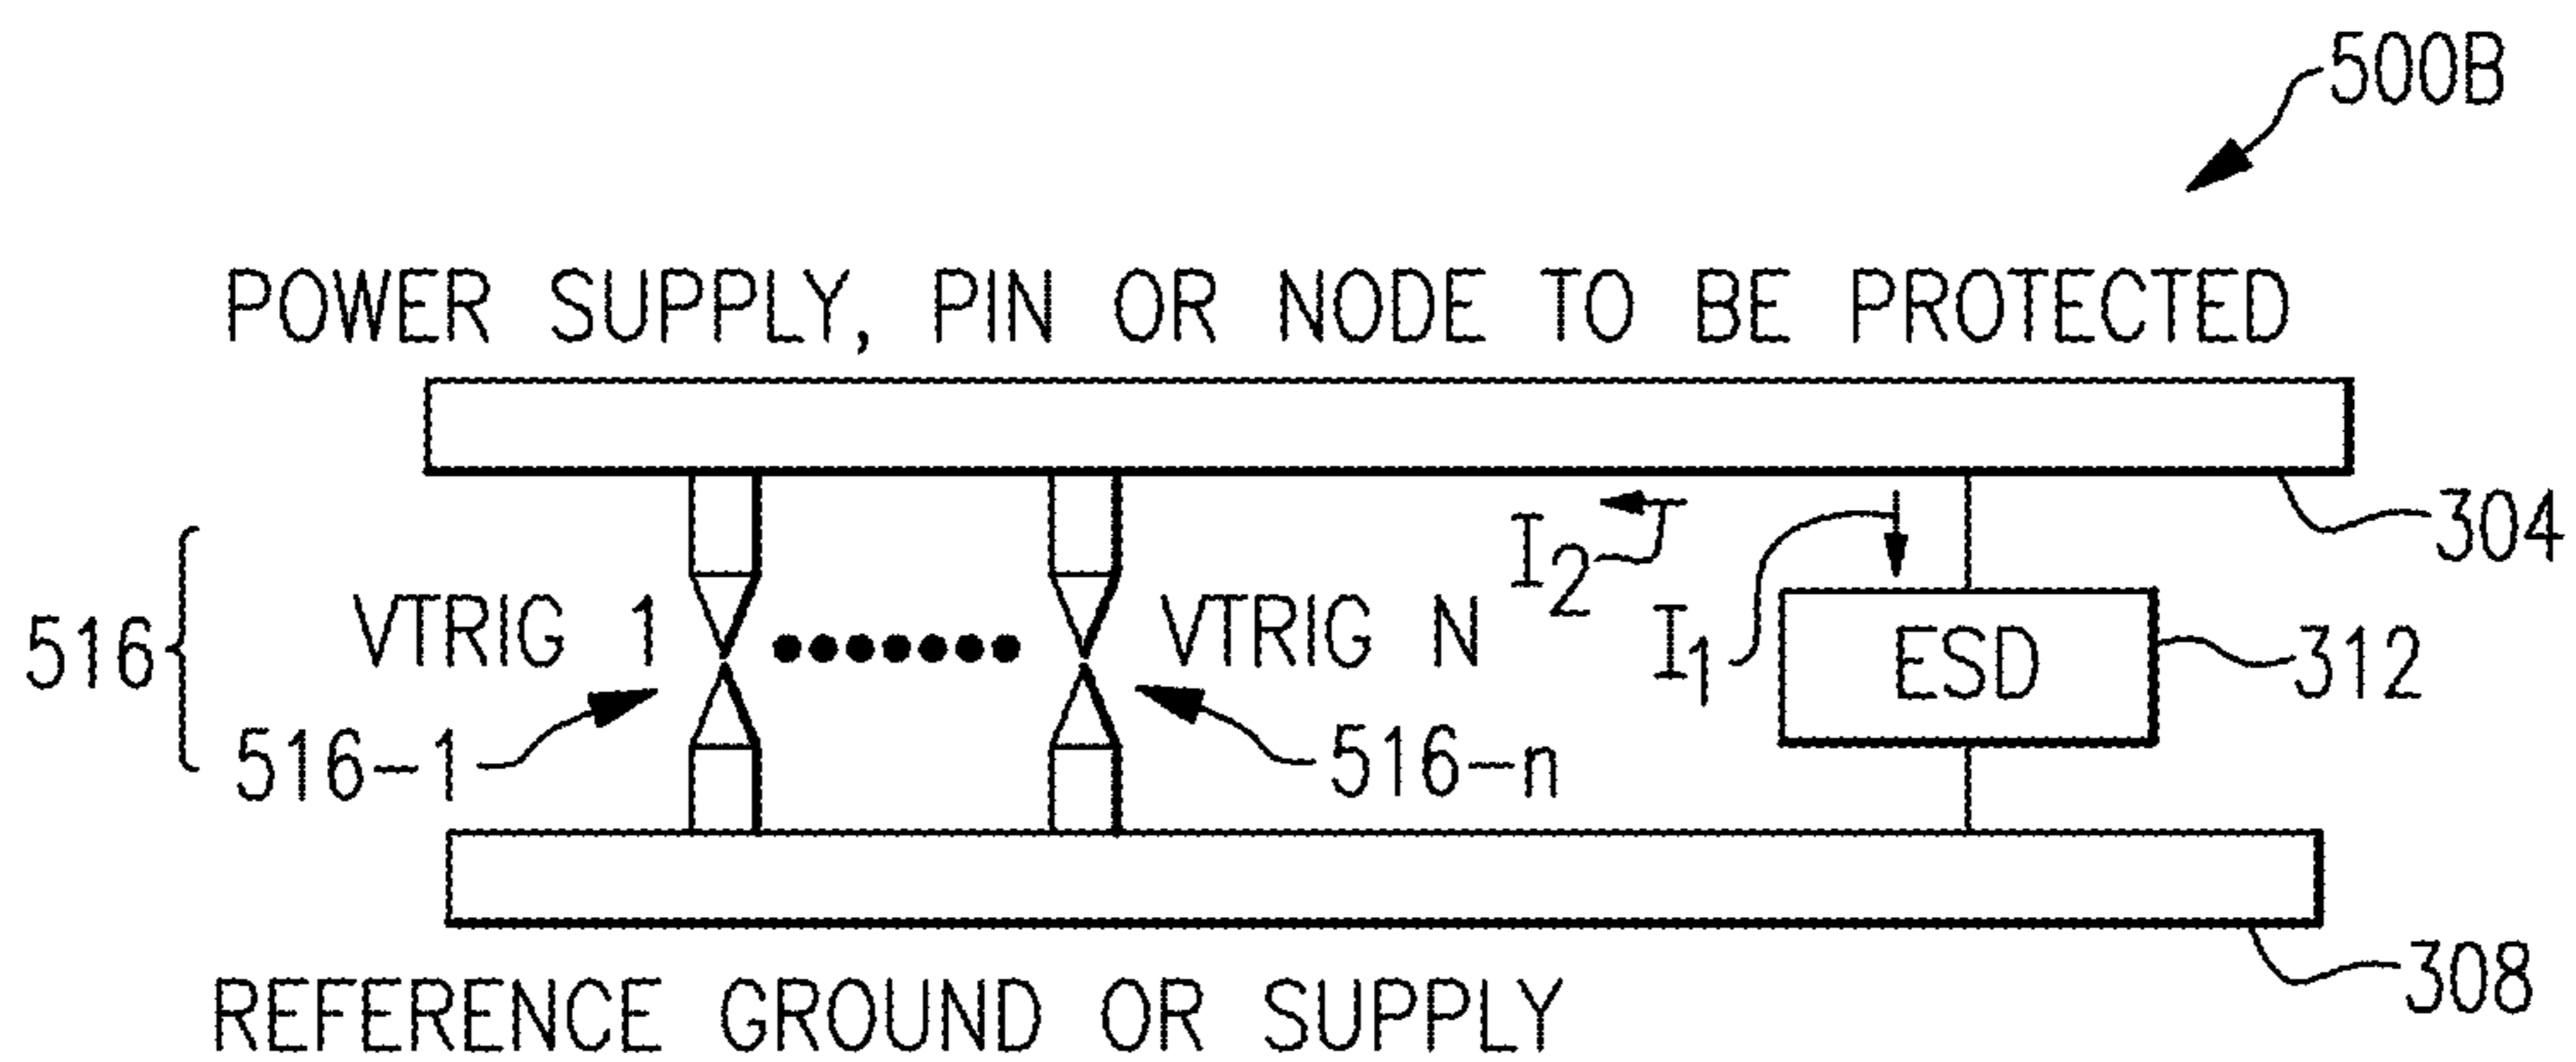 500B
POWER SUPPLY, PIN OR NODE TO BE PROTECTED
304
I2
I1
516
VTRIG 1
VTRIG N
ESD
312
516-1
516-n
308
REFERENCE GROUND OR SUPPLY